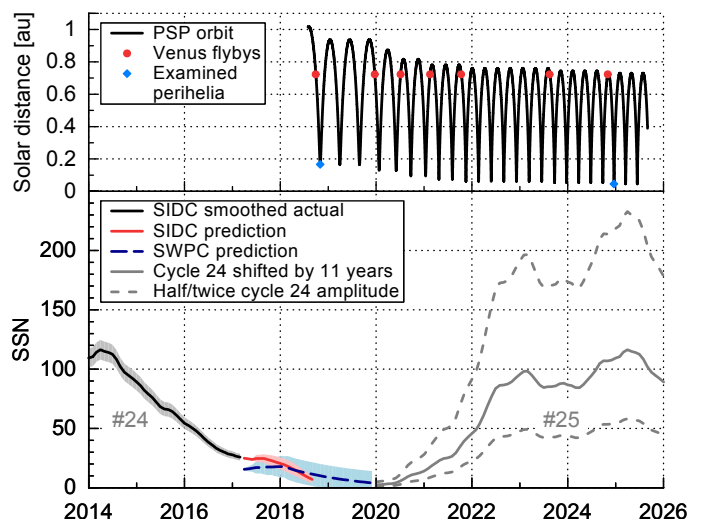 Solar distance [au]
1
0.8
0.6
0.4
0.2
0
PSP orbit
Venus flybys
Examined
perihelia
SSN
200
150
100
50
0
SIDC smoothed actual
SIDC prediction
SWPC prediction
Cycle 24 shifted by 11 years
Half/twice cycle 24 amplitude
#24
#25
2014 2016 2018 2020 2022 2024 2026